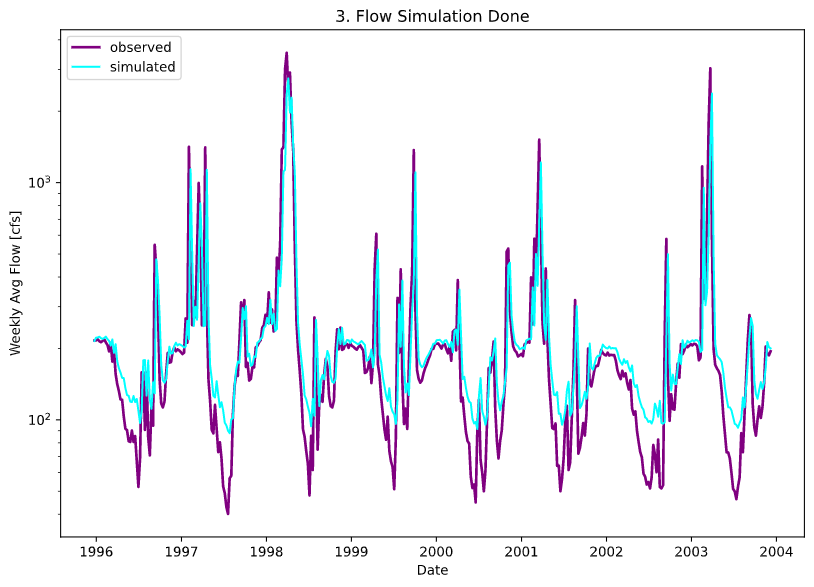 3. Flow Simulation Done
observed
simulated
10³
10²
Weekly Avg Flow [cfs]
1996 1997 1998 1999 2000 2001 2002 2003 2004
Date